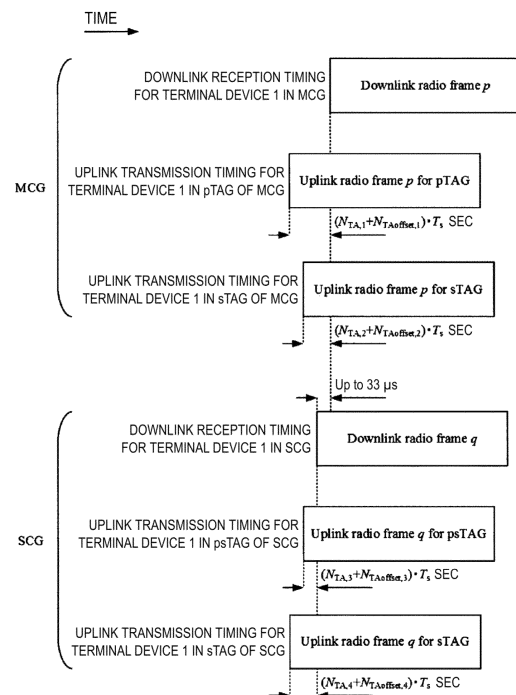 TIME
DOWNLINK RECEPTION TIMING
FOR TERMINAL DEVICE 1 IN MCG
Downlink radio frame p
MCG
UPLINK TRANSMISSION TIMING FOR
TERMINAL DEVICE 1 IN pTAG OF MCG
Uplink radio frame p for pTAG
(N_TA,1+N_TAoffset,1)•T_s SEC
UPLINK TRANSMISSION TIMING FOR
TERMINAL DEVICE 1 IN sTAG OF MCG
Uplink radio frame p for sTAG
(N_TA,2+N_TAoffset,2)•T_s SEC
Up to 33 µs
DOWNLINK RECEPTION TIMING
FOR TERMINAL DEVICE 1 IN SCG
Downlink radio frame q
SCG
UPLINK TRANSMISSION TIMING FOR
TERMINAL DEVICE 1 IN psTAG OF SCG
Uplink radio frame q for psTAG
(N_TA,3+N_TAoffset,3)•T_s SEC
UPLINK TRANSMISSION TIMING FOR
TERMINAL DEVICE 1 IN sTAG OF SCG
Uplink radio frame q for sTAG
(N_TA,4+N_TAoffset,4)•T_s SEC